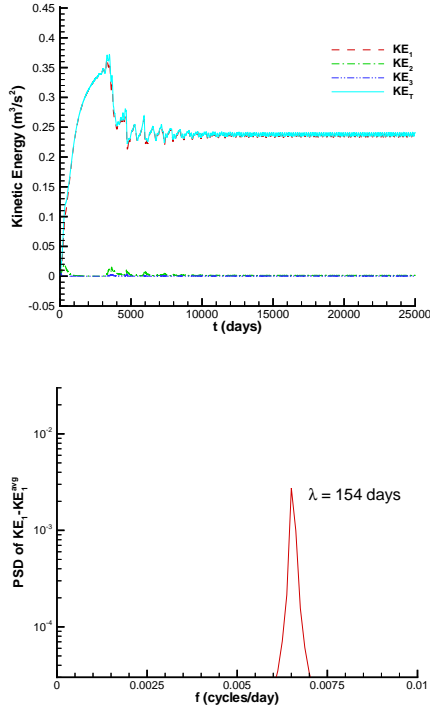 0.45
0.4
0.35
0.3
0.25
0.2
0.15
0.1
0.05
0
-0.05
Kinetic Energy (m³/s²)
KE₁
KE₂
KE₃
KE_T
0 5000 10000 15000 20000 25000
t (days)
10⁻²
10⁻³
10⁻⁴
PSD of KE₁-KE₁ᵃᵛᵍ
λ = 154 days
0 0.0025 0.005 0.0075 0.01
f (cycles/day)